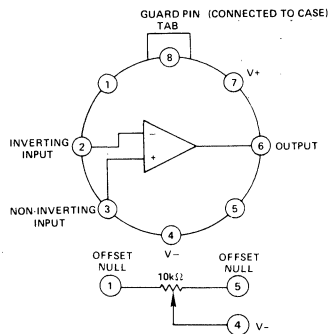 GUARD PIN (CONNECTED TO CASE)
TAB
8
1
7
V+
INVERTING
INPUT
2
−
+
6
OUTPUT
NON-INVERTING
INPUT
3
5
4
V−
OFFSET
NULL
OFFSET
NULL
1
10kΩ
5
4
V−